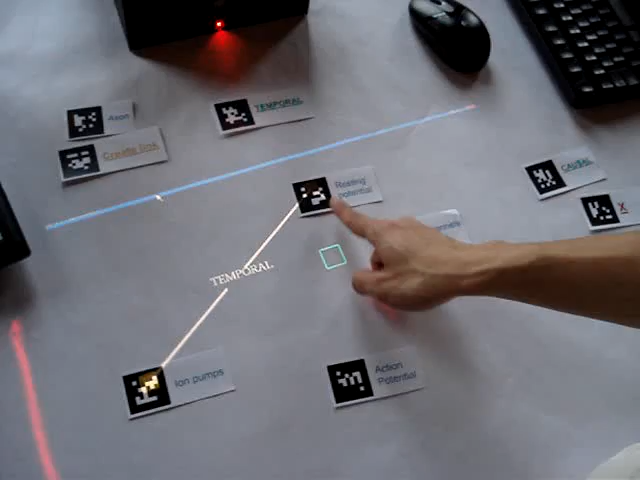 Axon
TEMPORAL
Create link
Resting
potential
CAUSAL
X
TEMPORAL
Ion pumps
Action
Potential